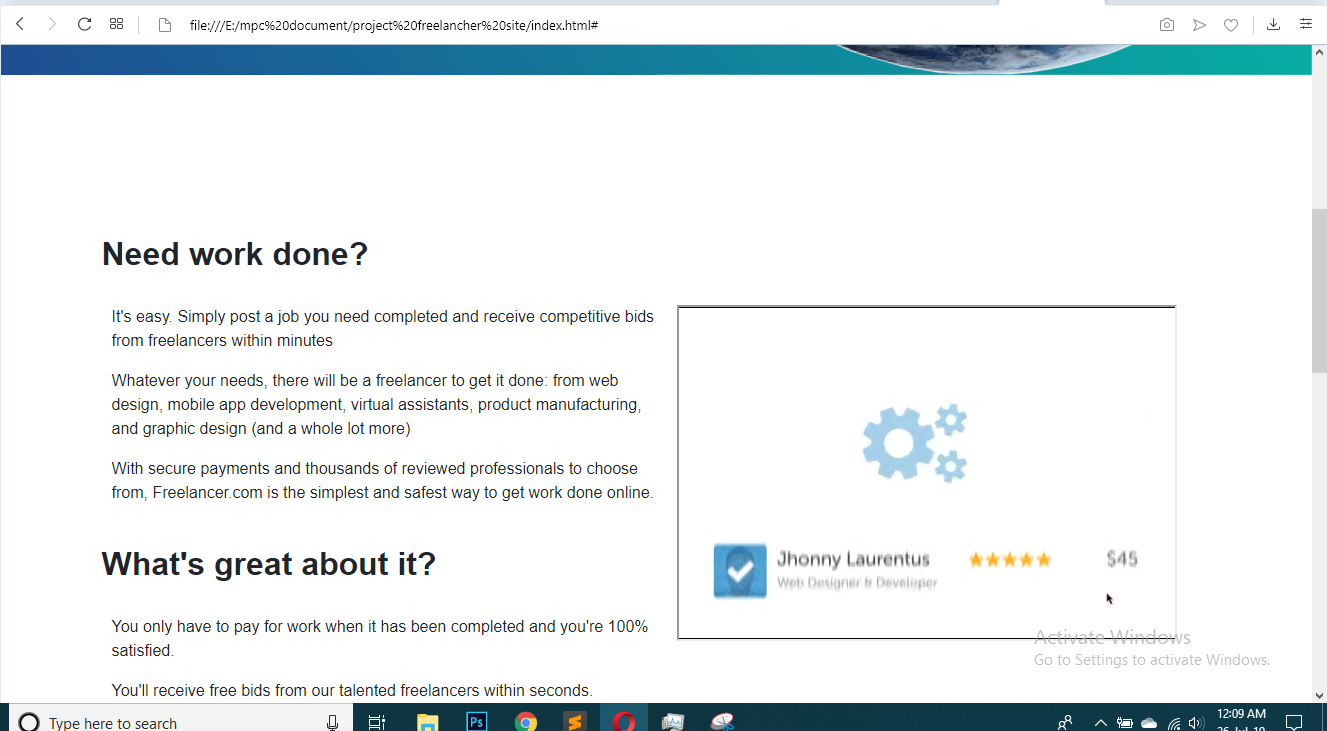 file:///E:/mpc%20document/project%20freelancher%20site/index.html#
Need work done?
It's easy. Simply post a job you need completed and receive competitive bids
from freelancers within minutes
Whatever your needs, there will be a freelancer to get it done: from web
design, mobile app development, virtual assistants, product manufacturing,
and graphic design (and a whole lot more)
With secure payments and thousands of reviewed professionals to choose
from, Freelancer.com is the simplest and safest way to get work done online.
Jhonny Laurentus
$45
Web Designer & Developer
What's great about it?
You only have to pay for work when it has been completed and you're 100%
satisfied.
You'll receive free bids from our talented freelancers within seconds.
Activate Windows
Go to Settings to activate Windows.
Type here to search
Ps
12:09 AM